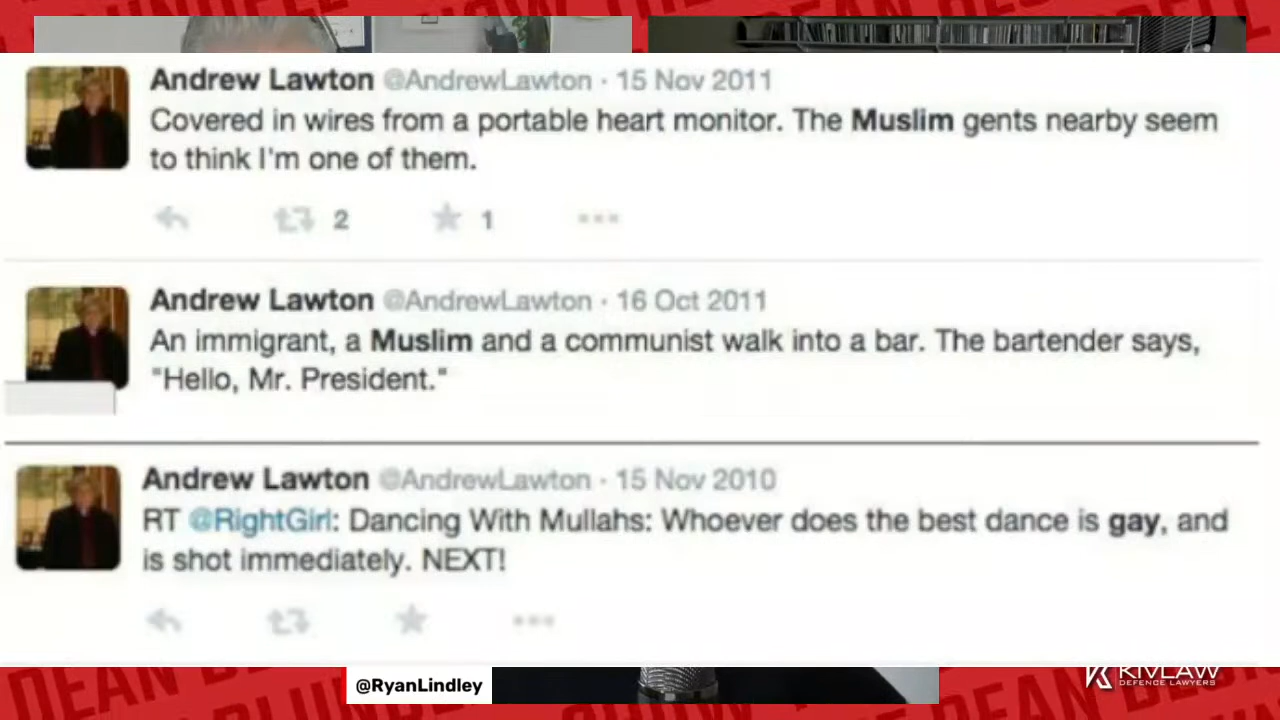 Andrew Lawton @AndrewLawton · 15 Nov 2011
Covered in wires from a portable heart monitor. The Muslim gents nearby seem
to think I'm one of them.
2 1
Andrew Lawton @AndrewLawton · 16 Oct 2011
An immigrant, a Muslim and a communist walk into a bar. The bartender says,
"Hello, Mr. President."
Andrew Lawton @AndrewLawton · 15 Nov 2010
RT @RightGirl: Dancing With Mullahs: Whoever does the best dance is gay, and
is shot immediately. NEXT!
@RyanLindley
DEFENCE LAWYERS
DEAN